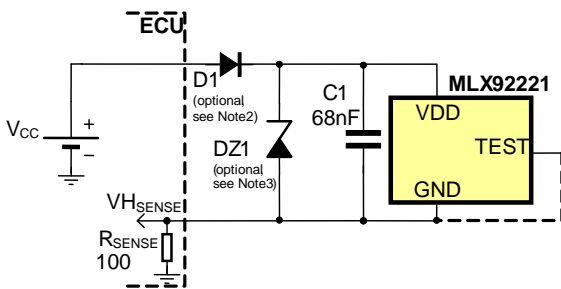 ECU
D1
(optional,
see Note2)
C1
68nF
MLX92221
VDD
TEST
GND
VCC
+
–
DZ1
(optional,
see Note3)
VHSENSE
RSENSE
100